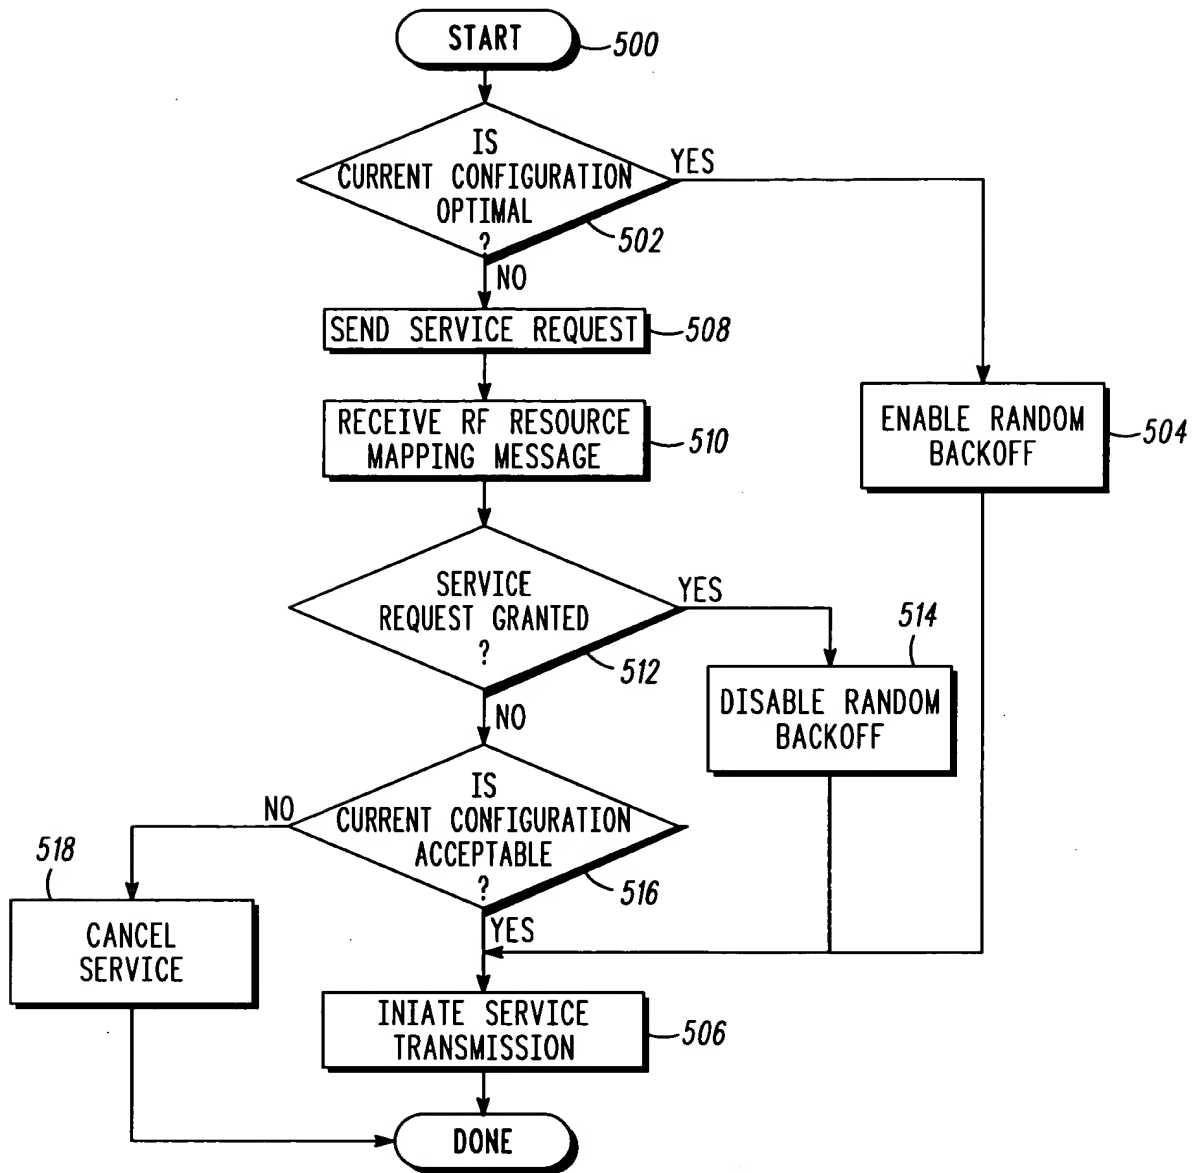 START
500
IS
CURRENT CONFIGURATION
OPTIMAL
?
502
YES
NO
SEND SERVICE REQUEST
508
RECEIVE RF RESOURCE
MAPPING MESSAGE
510
ENABLE RANDOM
BACKOFF
504
SERVICE
REQUEST GRANTED
?
512
YES
514
DISABLE RANDOM
BACKOFF
NO
IS
CURRENT CONFIGURATION
ACCEPTABLE
?
516
NO
518
CANCEL
SERVICE
YES
INIATE SERVICE
TRANSMISSION
506
DONE